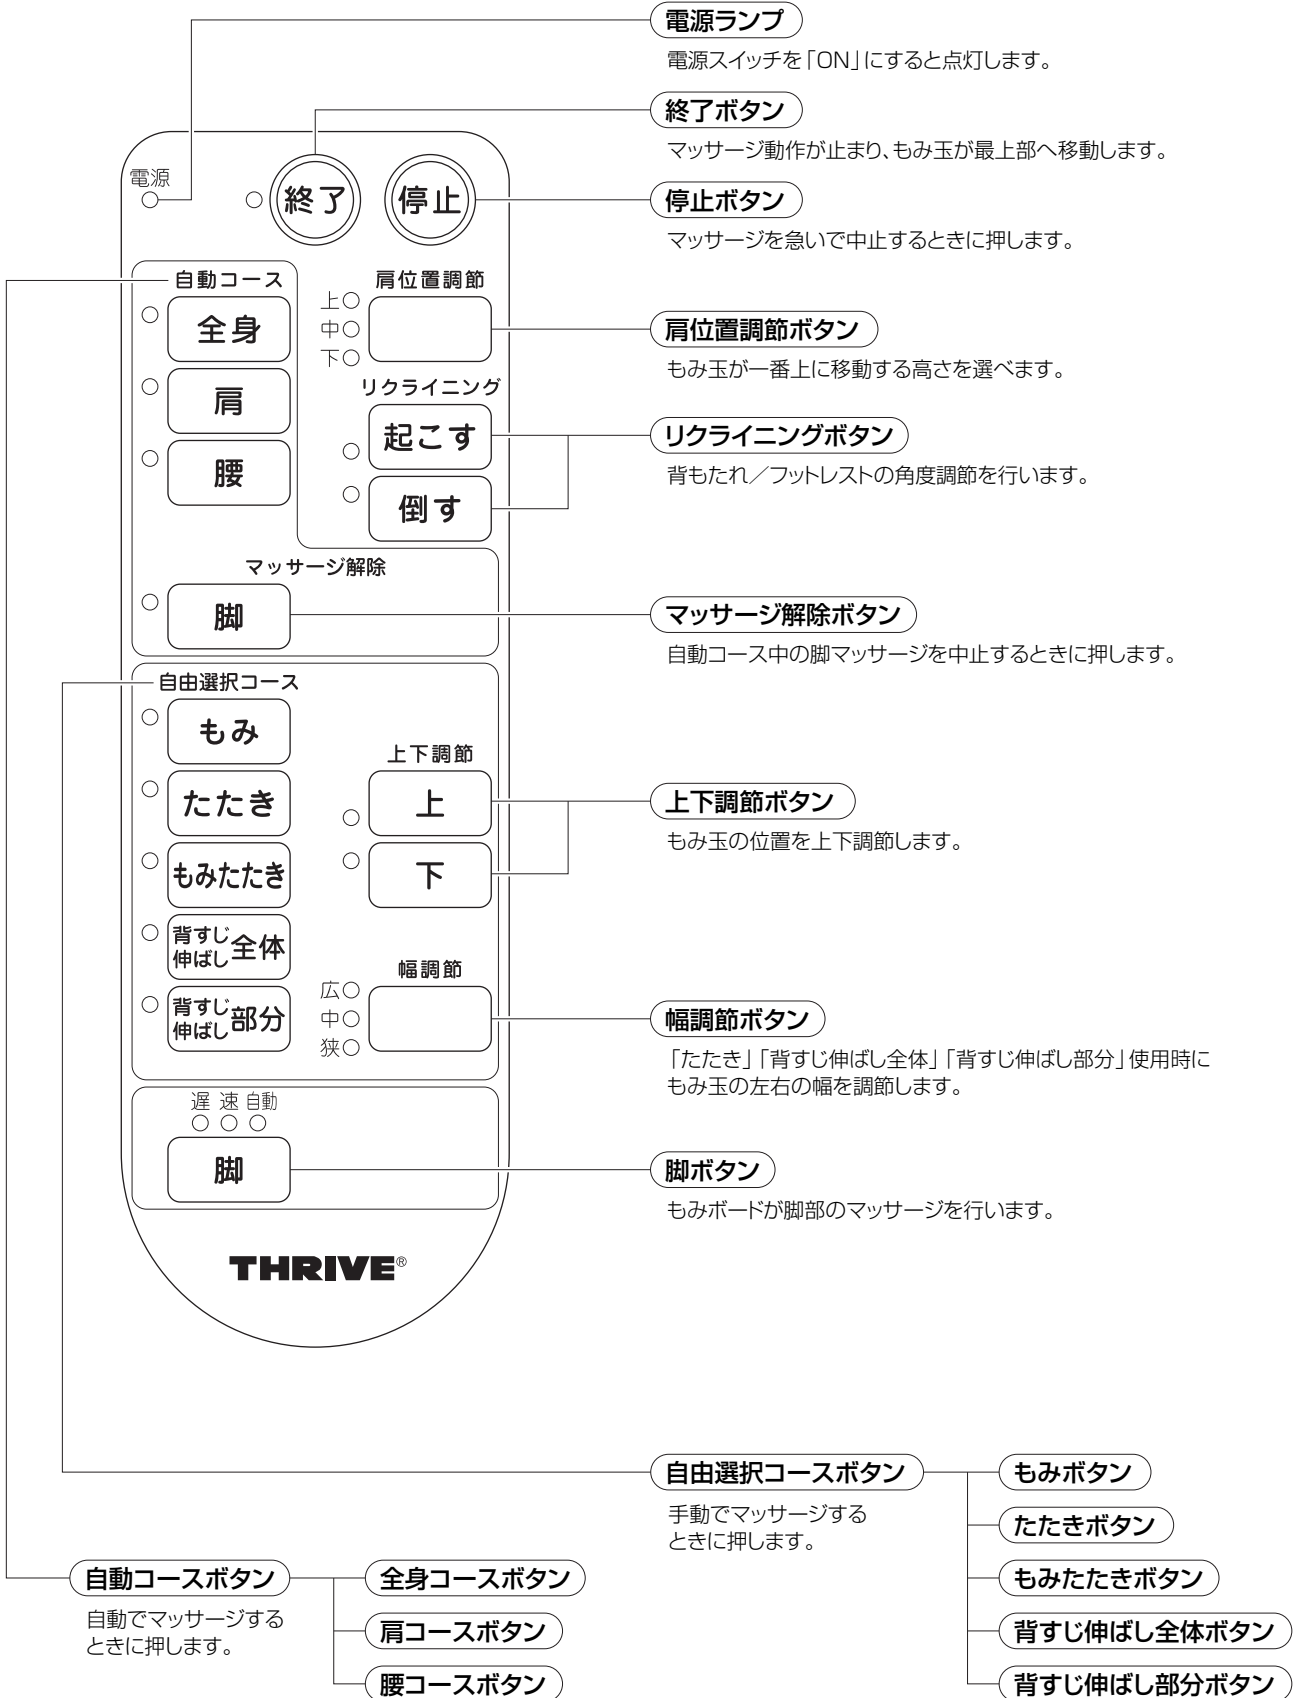 電源ランプ
電源スイッチを「ON」にすると点灯します。
終了ボタン
マッサージ動作が止まり、もみ玉が最上部へ移動します。
停止ボタン
マッサージを急いで中止するときに押します。
肩位置調節ボタン
もみ玉が一番上に移動する高さを選べます。
リクライニングボタン
背もたれ／フットレストの角度調節を行います。
マッサージ解除ボタン
自動コース中の脚マッサージを中止するときに押します。
上下調節ボタン
もみ玉の位置を上下調節します。
幅調節ボタン
「たたき」「背すじ伸ばし全体」「背すじ伸ばし部分」使用時に
もみ玉の左右の幅を調節します。
脚ボタン
もみボードが脚部のマッサージを行います。
電源
終了
停止
自動コース
全身
肩
腰
肩位置調節
上
中
下
リクライニング
起こす
倒す
マッサージ解除
脚
自由選択コース
もみ
たたき
もみたたき
背すじ伸ばし全体
背すじ伸ばし部分
上下調節
上
下
幅調節
広
中
狭
遅 速 自動
脚
THRIVE®
自由選択コースボタン
手動でマッサージする
ときに押します。
もみボタン
たたきボタン
もみたたきボタン
背すじ伸ばし全体ボタン
背すじ伸ばし部分ボタン
自動コースボタン
自動でマッサージする
ときに押します。
全身コースボタン
肩コースボタン
腰コースボタン